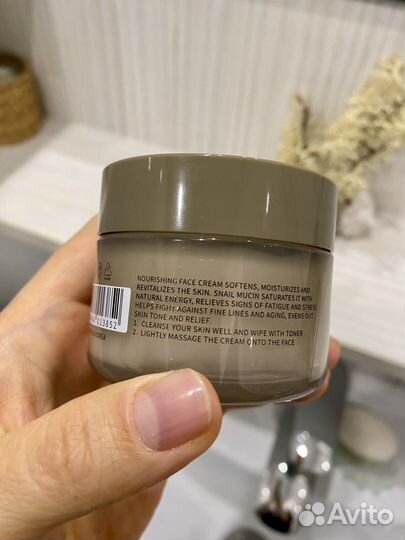 NOURISHING FACE CREAM SOFTENS, MOISTURIZES AND
REVITALIZES THE SKIN. SNAIL MUCIN SATURATES IT WITH
NATURAL ENERGY, RELIEVES SIGNS OF FATIGUE AND STRESS
HELPS FIGHT AGAINST FINE LINES AND AGING, EVENS OUT
SKIN TONE AND RELIEF.
1. CLEANSE YOUR SKIN WELL AND WIPE WITH TONER
2. LIGHTLY MASSAGE THE CREAM ONTO THE FACE
013852
KOREA
Avito